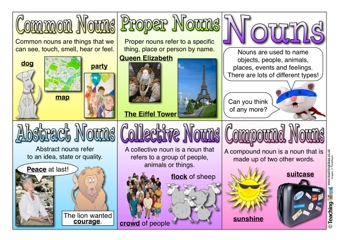 Common Nouns
Common nouns are things that we
can see, touch, smell, hear or feel.
dog
party
map
Proper Nouns
Proper nouns refer to a specific
thing, place or person by name.
Queen Elizabeth
The Eiffel Tower
Nouns
Nouns are used to name
objects, people, animals,
places, events and feelings.
There are lots of different types!
Can you think
of any more?
Abstract Nouns
Abstract nouns refer
to an idea, state or quality.
Peace at last!
The lion wanted
courage.
Collective Nouns
A collective noun is a noun that
refers to a group of people,
animals or things.
flock of sheep
crowd of people
Compound Nouns
A compound noun is a noun that is
made up of two other words.
suitcase
sunshine
© Teaching